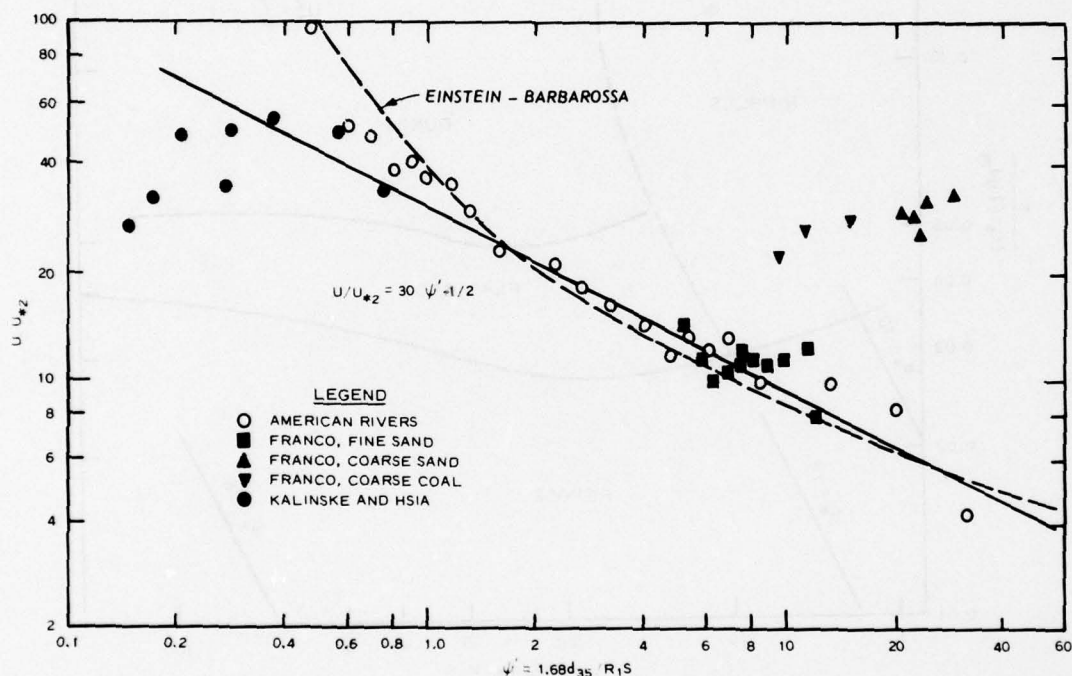 100
80
60
40
20
10
8
6
4
2
U U*2
EINSTEIN – BARBAROSSA
U/U*2 = 30 ψ' -1/2
LEGEND
AMERICAN RIVERS
FRANCO, FINE SAND
FRANCO, COARSE SAND
FRANCO, COARSE COAL
KALINSKE AND HSIA
0.1 0.2 0.4 0.6 0.8 1.0 2 4 6 8 10 20 40 60
ψ' = 1.68d35/R1S